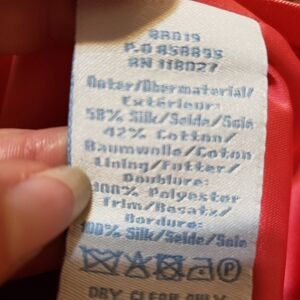 88019
P.O 858895
RN 118027
Outer/Obermaterial/
Extérieur:
58% Silk/Seide/Soie
42% Cotton/
Baumwolle/Coton
Lining/Futter/
Doublure:
100% Polyester
Trim/Besatz/
Bordure:
100% Silk/Seide/Soie
P
DRY CLEAN ONLY